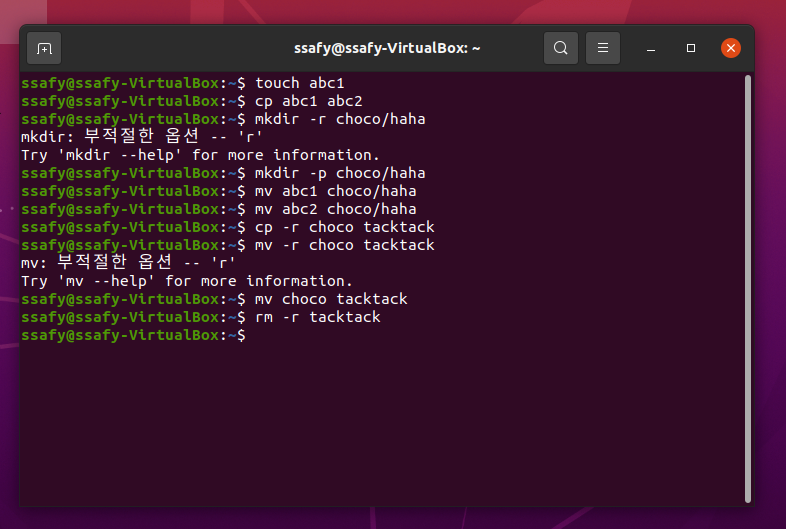 ssafy@ssafy-VirtualBox: ~
ssafy@ssafy-VirtualBox:~$ touch abc1
ssafy@ssafy-VirtualBox:~$ cp abc1 abc2
ssafy@ssafy-VirtualBox:~$ mkdir -r choco/haha
mkdir: 부적절한 옵션 -- 'r'
Try 'mkdir --help' for more information.
ssafy@ssafy-VirtualBox:~$ mkdir -p choco/haha
ssafy@ssafy-VirtualBox:~$ mv abc1 choco/haha
ssafy@ssafy-VirtualBox:~$ mv abc2 choco/haha
ssafy@ssafy-VirtualBox:~$ cp -r choco tacktack
ssafy@ssafy-VirtualBox:~$ mv -r choco tacktack
mv: 부적절한 옵션 -- 'r'
Try 'mv --help' for more information.
ssafy@ssafy-VirtualBox:~$ mv choco tacktack
ssafy@ssafy-VirtualBox:~$ rm -r tacktack
ssafy@ssafy-VirtualBox:~$